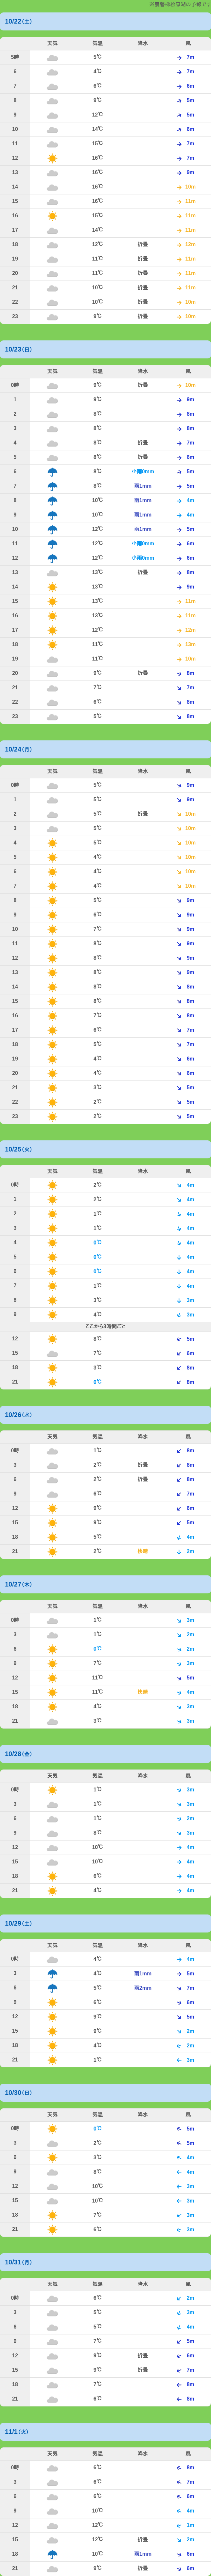 ※裏磐梯桧原湖の予報です
10/22(土)
天気 気温 降水 風
5時 5℃ 7m
6 4℃ 7m
7 6℃ 6m
8 9℃ 5m
9 12℃ 5m
10 14℃ 6m
11 15℃ 7m
12 16℃ 7m
13 16℃ 9m
14 16℃ 10m
15 16℃ 11m
16 15℃ 11m
17 14℃ 11m
18 12℃ 折畳 12m
19 11℃ 折畳 11m
20 11℃ 折畳 11m
21 10℃ 折畳 10m
22 10℃ 折畳 10m
23 9℃ 折畳 10m
10/23(日)
天気 気温 降水 風
0時 9℃ 折畳 10m
1 9℃ 9m
2 8℃ 8m
3 8℃ 8m
4 8℃ 折畳 7m
5 8℃ 折畳 6m
6 8℃ 小雨0mm 5m
7 8℃ 雨1mm 5m
8 10℃ 雨1mm 4m
9 10℃ 雨1mm 4m
10 12℃ 雨1mm 5m
11 12℃ 小雨0mm 6m
12 12℃ 小雨0mm 6m
13 13℃ 折畳 8m
14 13℃ 9m
15 13℃ 11m
16 13℃ 11m
17 12℃ 12m
18 11℃ 13m
19 11℃ 10m
20 9℃ 折畳 8m
21 7℃ 7m
22 6℃ 8m
23 5℃ 8m
10/24(月)
天気 気温 降水 風
0時 5℃ 9m
1 5℃ 9m
2 5℃ 折畳 10m
3 5℃ 10m
4 5℃ 10m
5 4℃ 10m
6 4℃ 10m
7 4℃ 10m
8 5℃ 9m
9 6℃ 9m
10 7℃ 9m
11 8℃ 9m
12 8℃ 9m
13 8℃ 9m
14 8℃ 8m
15 8℃ 8m
16 7℃ 8m
17 6℃ 7m
18 5℃ 7m
19 4℃ 6m
20 4℃ 6m
21 3℃ 5m
22 2℃ 5m
23 2℃ 5m
10/25(火)
天気 気温 降水 風
0時 2℃ 4m
1 2℃ 4m
2 1℃ 4m
3 1℃ 4m
4 0℃ 4m
5 0℃ 4m
6 0℃ 4m
7 1℃ 4m
8 3℃ 3m
9 4℃ 3m
ここから3時間ごと
12 8℃ 5m
15 7℃ 6m
18 3℃ 8m
21 0℃ 8m
10/26(水)
天気 気温 降水 風
0時 1℃ 8m
3 2℃ 折畳 8m
6 2℃ 折畳 8m
9 6℃ 7m
12 9℃ 6m
15 9℃ 5m
18 5℃ 4m
21 2℃ 快晴 2m
10/27(木)
天気 気温 降水 風
0時 1℃ 3m
3 1℃ 2m
6 0℃ 2m
9 7℃ 3m
12 11℃ 5m
15 11℃ 快晴 4m
18 4℃ 3m
21 3℃ 3m
10/28(金)
天気 気温 降水 風
0時 1℃ 3m
3 1℃ 3m
6 1℃ 2m
9 8℃ 3m
12 10℃ 4m
15 10℃ 4m
18 6℃ 4m
21 4℃ 4m
10/29(土)
天気 気温 降水 風
0時 4℃ 4m
3 4℃ 雨1mm 5m
6 5℃ 雨2mm 7m
9 6℃ 6m
12 9℃ 5m
15 9℃ 2m
18 4℃ 2m
21 1℃ 3m
10/30(日)
天気 気温 降水 風
0時 0℃ 5m
3 2℃ 5m
6 3℃ 4m
9 8℃ 4m
12 10℃ 3m
15 10℃ 3m
18 7℃ 3m
21 6℃ 3m
10/31(月)
天気 気温 降水 風
0時 6℃ 2m
3 5℃ 3m
6 5℃ 4m
9 7℃ 5m
12 9℃ 折畳 6m
15 9℃ 折畳 7m
18 7℃ 8m
21 6℃ 8m
11/1(火)
天気 気温 降水 風
0時 6℃ 8m
3 6℃ 7m
6 6℃ 6m
9 10℃ 4m
12 12℃ 1m
15 12℃ 折畳 2m
18 10℃ 雨1mm 6m
21 9℃ 折畳 6m